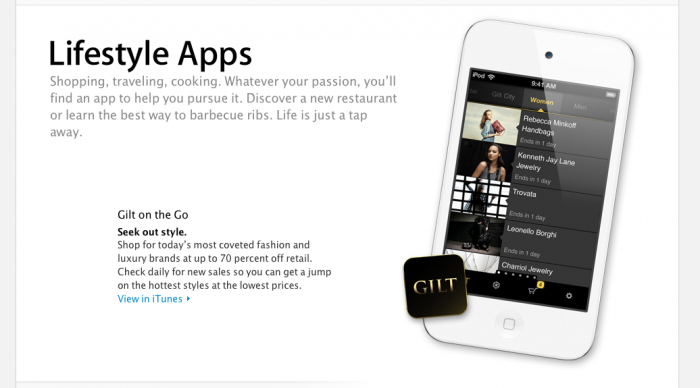 Lifestyle Apps
Shopping, traveling, cooking. Whatever your passion, you'll
find an app to help you pursue it. Discover a new restaurant
or learn the best way to barbecue ribs. Life is just a tap
away.
Gilt on the Go
Seek out style.
Shop for today's most coveted fashion and
luxury brands at up to 70 percent off retail.
Check daily for new sales so you can get a jump
on the hottest styles at the lowest prices.
View in iTunes
iPod 9:41 AM
Gilt City Women Men
Rebecca Minkoff
Handbags
Ends in 1 day
Kenneth Jay Lane
Jewelry
Ends in 1 day
Trovata
Ends in 1 day
Leonello Borghi
Ends in 1 day
Charriol Jewelry
4
GILT